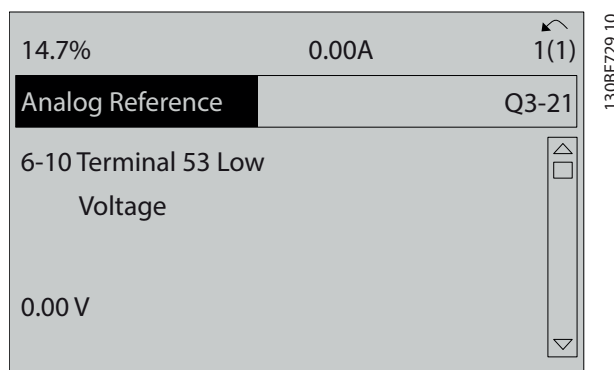 14.7% 0.00A 1(1)
Analog Reference Q3-21
6-10 Terminal 53 Low
Voltage
0.00 V
130BF729.10